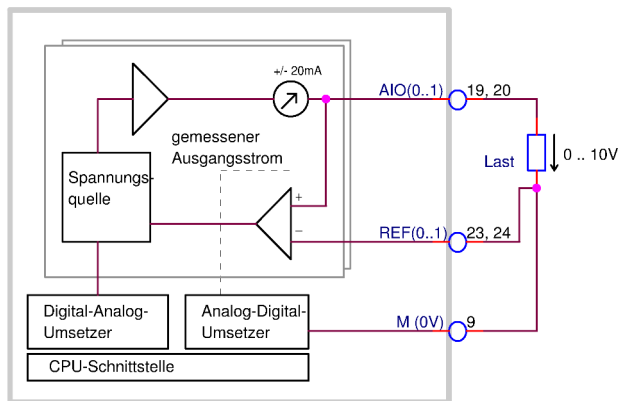 +/- 20mA
AIO(0..1)
19, 20
gemessener
Ausgangsstrom
Last
0 .. 10V
Spannungs-
quelle
+
−
REF(0..1)
23, 24
Digital-Analog-
Umsetzer
Analog-Digital-
Umsetzer
M (0V)
9
CPU-Schnittstelle